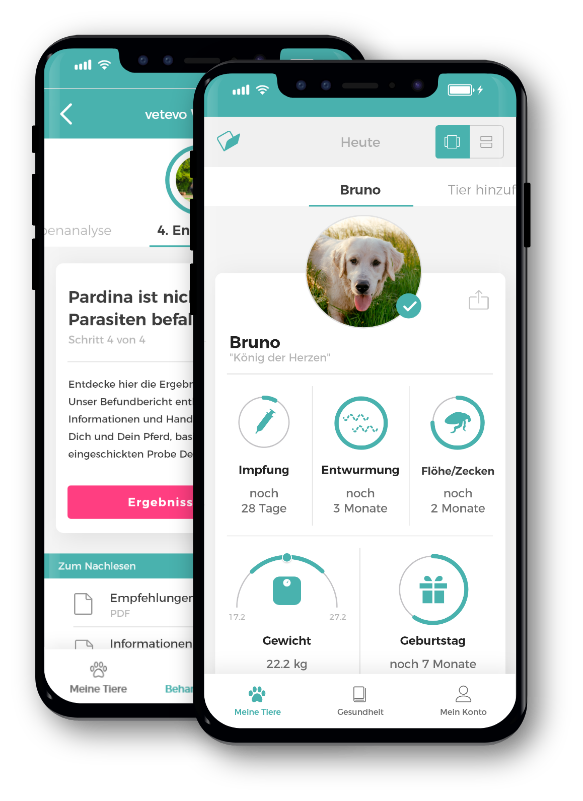 vetevo
benanalyse
4. En
Pardina ist nic
Parasiten befal
Schritt 4 von 4
Entdecke hier die Ergebn
Unser Befundbericht ent
Informationen und Hand
Dich und Dein Pferd, bas
eingeschickten Probe De
Ergebniss
Zum Nachlesen
Empfehlungen
PDF
Informationen
Meine Tiere
Behan
Heute
Bruno
Tier hinzuf
Bruno
"König der Herzen"
Impfung
noch
28 Tage
Entwurmung
noch
3 Monate
Flöhe/Zecken
noch
2 Monate
17.2
27.2
Gewicht
22.2 kg
Geburtstag
noch 7 Monate
Meine Tiere
Gesundheit
Mein Konto